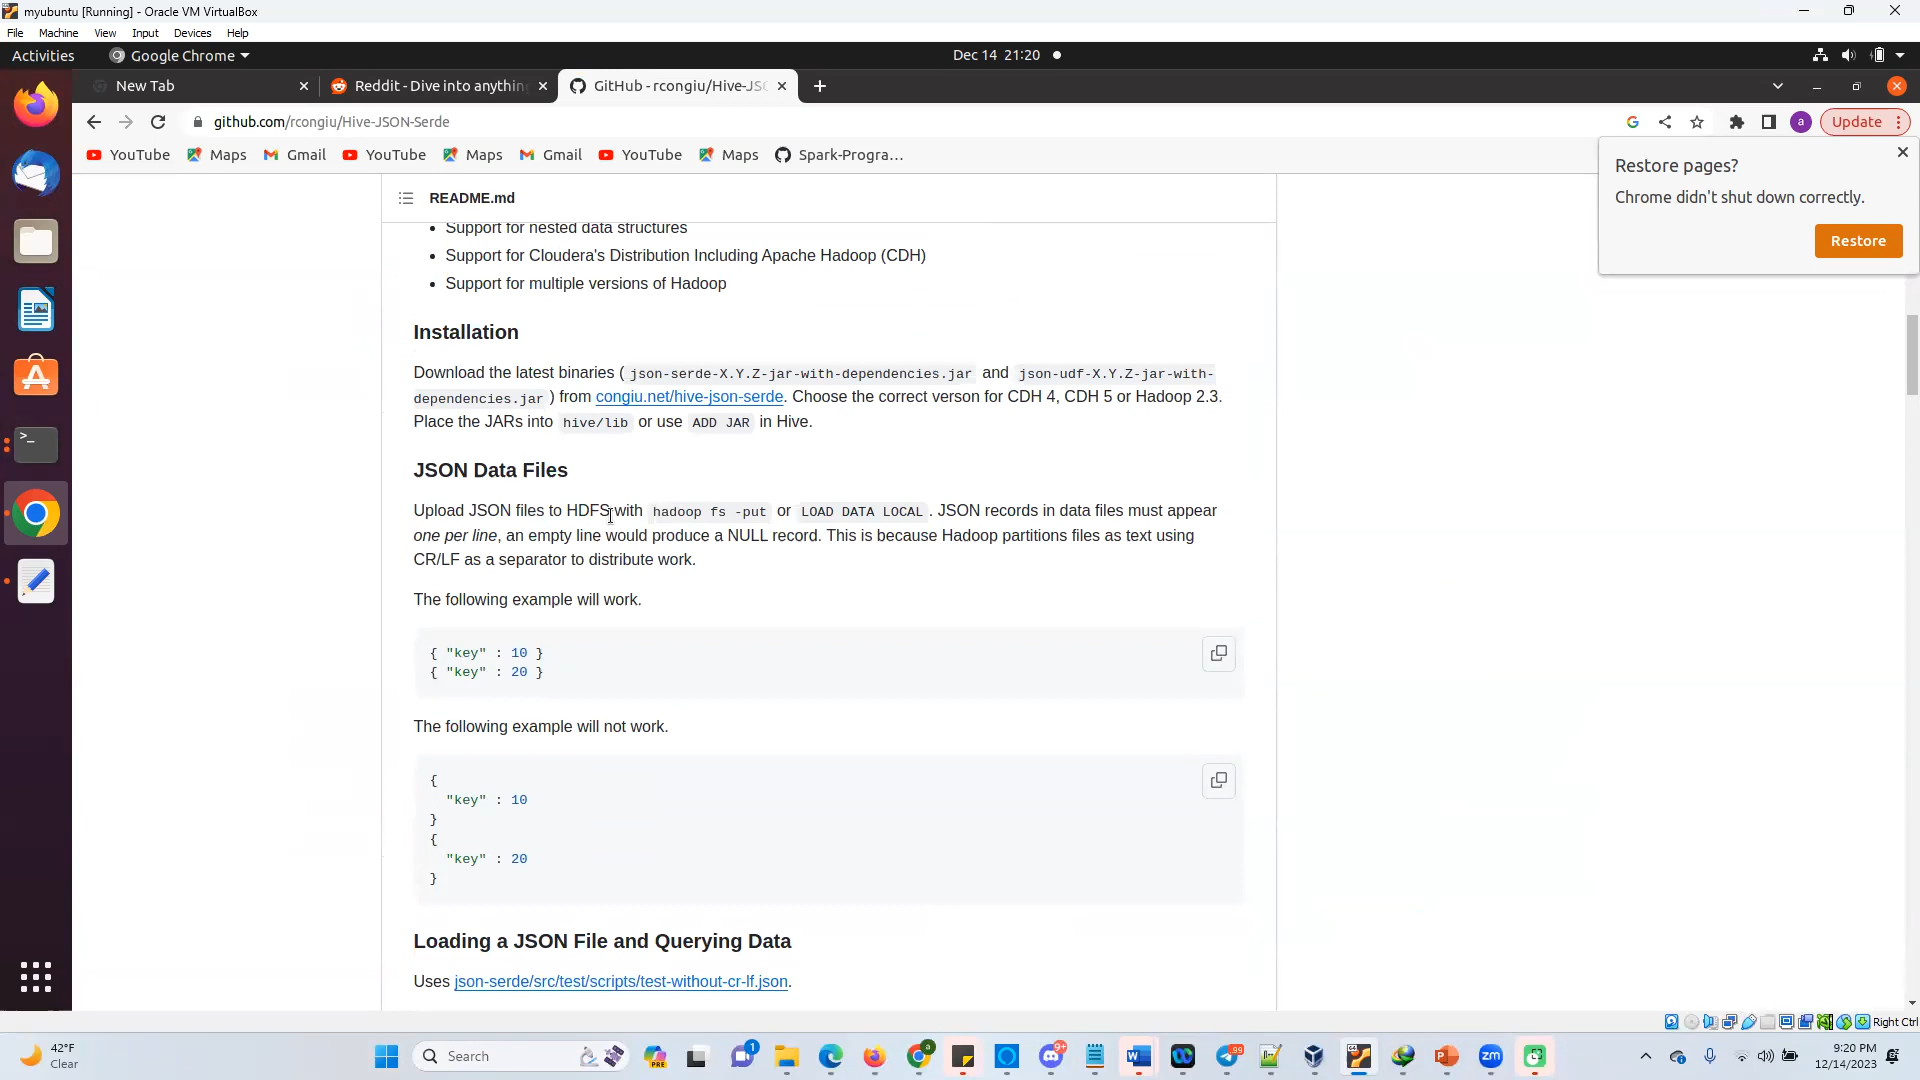 myubuntu [Running] - Oracle VM VirtualBox
File Machine View Input Devices Help
Activities Google Chrome Dec 14 21:20
New Tab Reddit - Dive into anythin GitHub - rcongiu/Hive-JSO
github.com/rcongiu/Hive-JSON-Serde Update
YouTube Maps Gmail YouTube Maps Gmail YouTube Maps Spark-Progra...
Restore pages?
Chrome didn't shut down correctly.
Restore
README.md
Support for nested data structures
Support for Cloudera's Distribution Including Apache Hadoop (CDH)
Support for multiple versions of Hadoop
Installation
Download the latest binaries ( json-serde-X.Y.Z-jar-with-dependencies.jar and json-udf-X.Y.Z-jar-with-
dependencies.jar ) from congiu.net/hive-json-serde. Choose the correct verson for CDH 4, CDH 5 or Hadoop 2.3.
Place the JARs into hive/lib or use ADD JAR in Hive.
JSON Data Files
Upload JSON files to HDFS with hadoop fs -put or LOAD DATA LOCAL . JSON records in data files must appear
one per line, an empty line would produce a NULL record. This is because Hadoop partitions files as text using
CR/LF as a separator to distribute work.
The following example will work.
{ "key" : 10 }
{ "key" : 20 }
The following example will not work.
{
"key" : 10
}
{
"key" : 20
}
Loading a JSON File and Querying Data
Uses json-serde/src/test/scripts/test-without-cr-lf.json.
Right Ctrl
42°F
Clear
Search
9:20 PM
12/14/2023